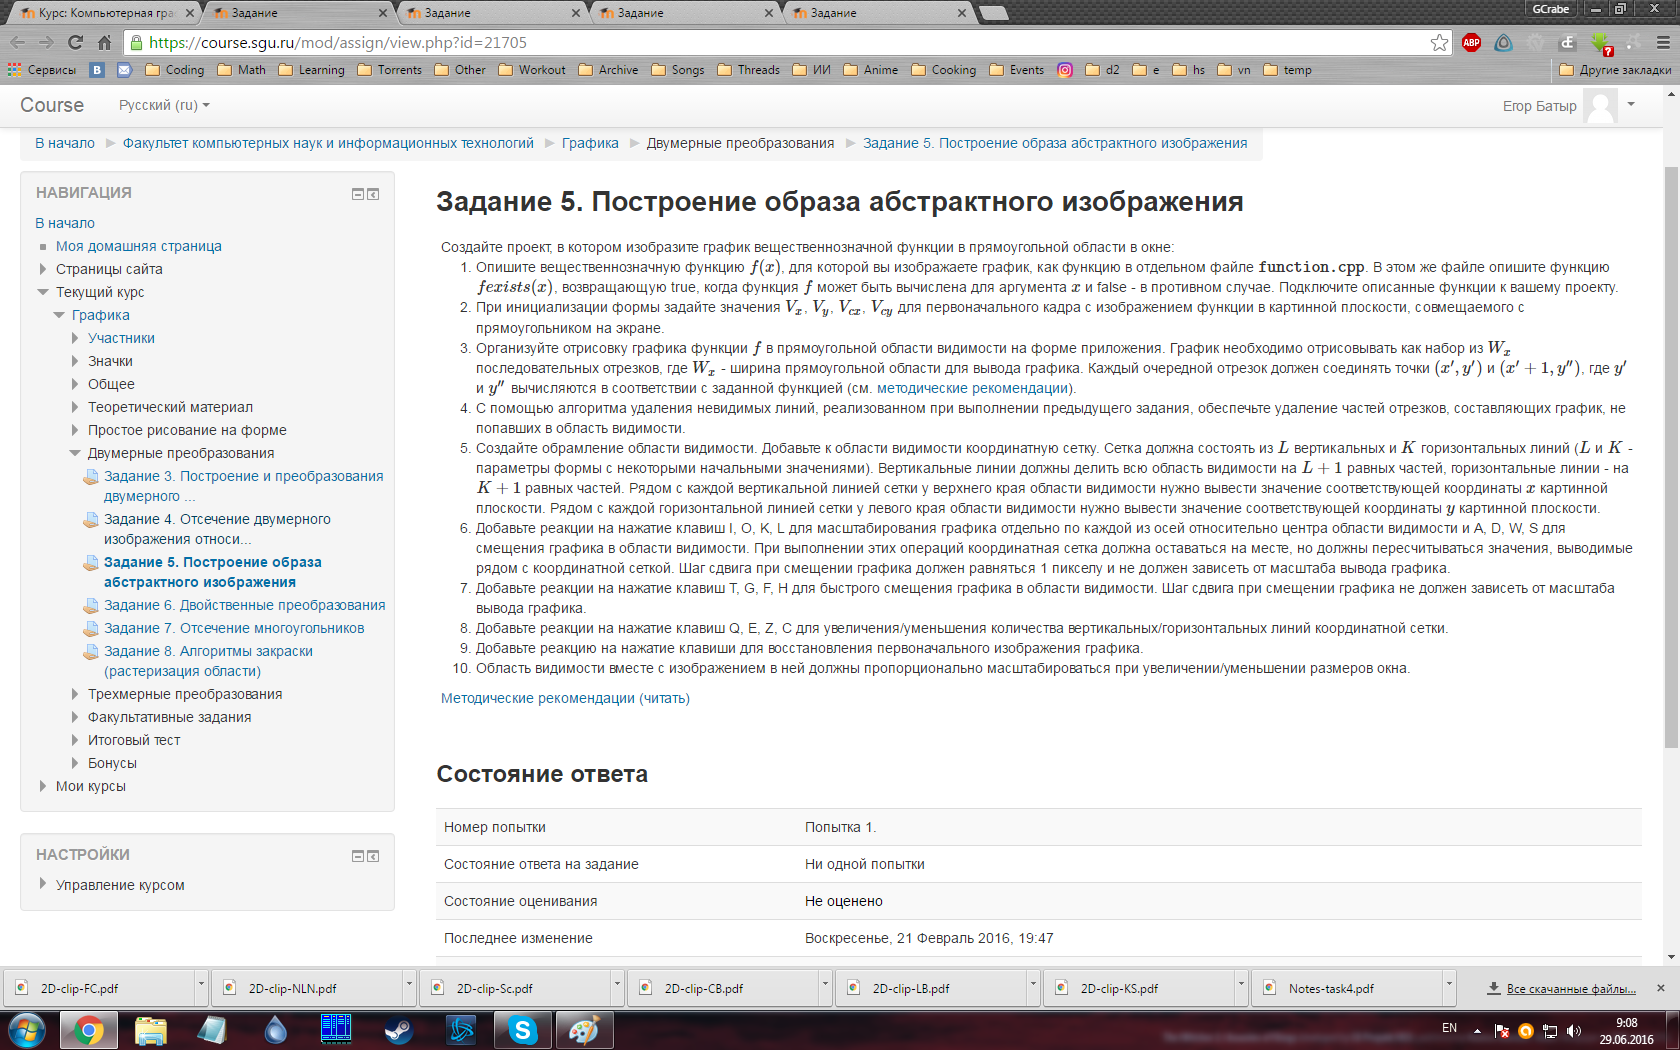 Курс: Компьютерная гра
Задание
Задание
Задание
Задание
GCrabe
https://course.sgu.ru/mod/assign/view.php?id=21705
ABP
Сервисы
Coding
Math
Learning
Torrents
Other
Workout
Archive
Songs
Threads
ИИ
Anime
Cooking
Events
d2
e
hs
vn
temp
Другие закладки
Course
Русский (ru)
Егор Батыр
В начало ► Факультет компьютерных наук и информационных технологий ► Графика ► Двумерные преобразования ► Задание 5. Построение образа абстрактного изображения
НАВИГАЦИЯ
В начало
Моя домашняя страница
Страницы сайта
Текущий курс
Графика
Участники
Значки
Общее
Теоретический материал
Простое рисование на форме
Двумерные преобразования
Задание 3. Построение и преобразования
двумерного ...
Задание 4. Отсечение двумерного
изображения относи...
Задание 5. Построение образа
абстрактного изображения
Задание 6. Двойственные преобразования
Задание 7. Отсечение многоугольников
Задание 8. Алгоритмы закраски
(растеризация области)
Трехмерные преобразования
Факультативные задания
Итоговый тест
Бонусы
Мои курсы
НАСТРОЙКИ
Управление курсом
Задание 5. Построение образа абстрактного изображения
Создайте проект, в котором изобразите график вещественнозначной функции в прямоугольной области в окне:
1. Опишите вещественнозначную функцию f(x), для которой вы изображаете график, как функцию в отдельном файле function.cpp. В этом же файле опишите функцию
fexists(x), возвращающую true, когда функция f может быть вычислена для аргумента x и false - в противном случае. Подключите описанные функции к вашему проекту.
2. При инициализации формы задайте значения Vx, Vy, Vcx, Vcy для первоначального кадра с изображением функции в картинной плоскости, совмещаемого с
прямоугольником на экране.
3. Организуйте отрисовку графика функции f в прямоугольной области видимости на форме приложения. График необходимо отрисовывать как набор из Wx
последовательных отрезков, где Wx - ширина прямоугольной области для вывода графика. Каждый очередной отрезок должен соединять точки (x′, y′) и (x′ + 1, y″), где y′
и y″ вычисляются в соответствии с заданной функцией (см. методические рекомендации).
4. С помощью алгоритма удаления невидимых линий, реализованном при выполнении предыдущего задания, обеспечьте удаление частей отрезков, составляющих график, не
попавших в область видимости.
5. Создайте обрамление области видимости. Добавьте к области видимости координатную сетку. Сетка должна состоять из L вертикальных и K горизонтальных линий (L и K -
параметры формы с некоторыми начальными значениями). Вертикальные линии должны делить всю область видимости на L + 1 равных частей, горизонтальные линии - на
K + 1 равных частей. Рядом с каждой вертикальной линией сетки у верхнего края области видимости нужно вывести значение соответствующей координаты x картинной
плоскости. Рядом с каждой горизонтальной линией сетки у левого края области видимости нужно вывести значение соответствующей координаты y картинной плоскости.
6. Добавьте реакции на нажатие клавиш I, O, K, L для масштабирования графика отдельно по каждой из осей относительно центра области видимости и A, D, W, S для
смещения графика в области видимости. При выполнении этих операций координатная сетка должна оставаться на месте, но должны пересчитываться значения, выводимые
рядом с координатной сеткой. Шаг сдвига при смещении графика должен равняться 1 пикселу и не должен зависеть от масштаба вывода графика.
7. Добавьте реакции на нажатие клавиш T, G, F, H для быстрого смещения графика в области видимости. Шаг сдвига при смещении графика не должен зависеть от масштаба
вывода графика.
8. Добавьте реакции на нажатие клавиш Q, E, Z, C для увеличения/уменьшения количества вертикальных/горизонтальных линий координатной сетки.
9. Добавьте реакцию на нажатие клавиши для восстановления первоначального изображения графика.
10. Область видимости вместе с изображением в ней должны пропорционально масштабироваться при увеличении/уменьшении размеров окна.
Методические рекомендации (читать)
Состояние ответа
Номер попытки Попытка 1.
Состояние ответа на задание Ни одной попытки
Состояние оценивания Не оценено
Последнее изменение Воскресенье, 21 Февраль 2016, 19:47
2D-clip-FC.pdf
2D-clip-NLN.pdf
2D-clip-Sc.pdf
2D-clip-CB.pdf
2D-clip-LB.pdf
2D-clip-KS.pdf
Notes-task4.pdf
Все скачанные файлы...
EN
9:08
29.06.2016